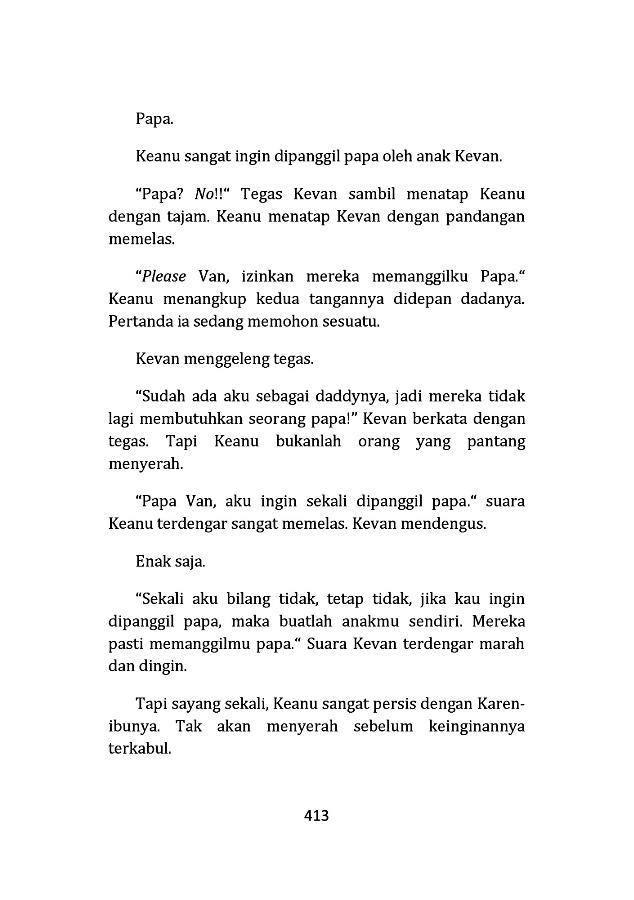 Papa.
Keanu sangat ingin dipanggil papa oleh anak Kevan.
“Papa? No!!“ Tegas Kevan sambil menatap Keanu
dengan tajam. Keanu menatap Kevan dengan pandangan
memelas.
“Please Van, izinkan mereka memanggilku Papa.“
Keanu menangkup kedua tangannya didepan dadanya.
Pertanda ia sedang memohon sesuatu.
Kevan menggeleng tegas.
“Sudah ada aku sebagai daddynya, jadi mereka tidak
lagi membutuhkan seorang papa!” Kevan berkata dengan
tegas. Tapi Keanu bukanlah orang yang pantang
menyerah.
“Papa Van, aku ingin sekali dipanggil papa.“ suara
Keanu terdengar sangat memelas. Kevan mendengus.
Enak saja.
“Sekali aku bilang tidak, tetap tidak, jika kau ingin
dipanggil papa, maka buatlah anakmu sendiri. Mereka
pasti memanggilmu papa.“ Suara Kevan terdengar marah
dan dingin.
Tapi sayang sekali, Keanu sangat persis dengan Karen-
ibunya. Tak akan menyerah sebelum keinginannya
terkabul.
413